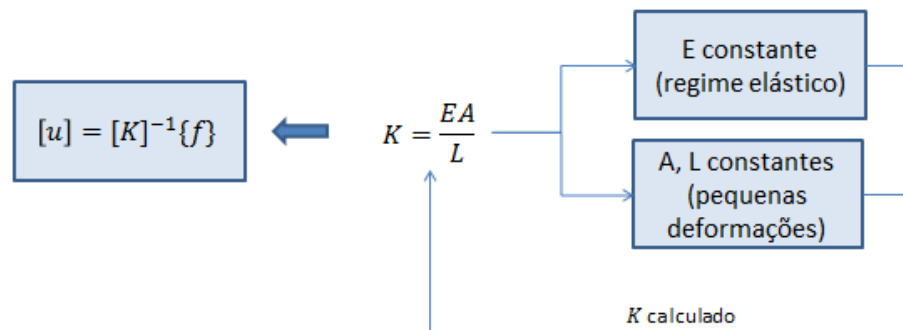 E constante
(regime elástico)
[u] = [K]⁻¹{f}
K = EA/L
A, L constantes
(pequenas
deformações)
K calculado